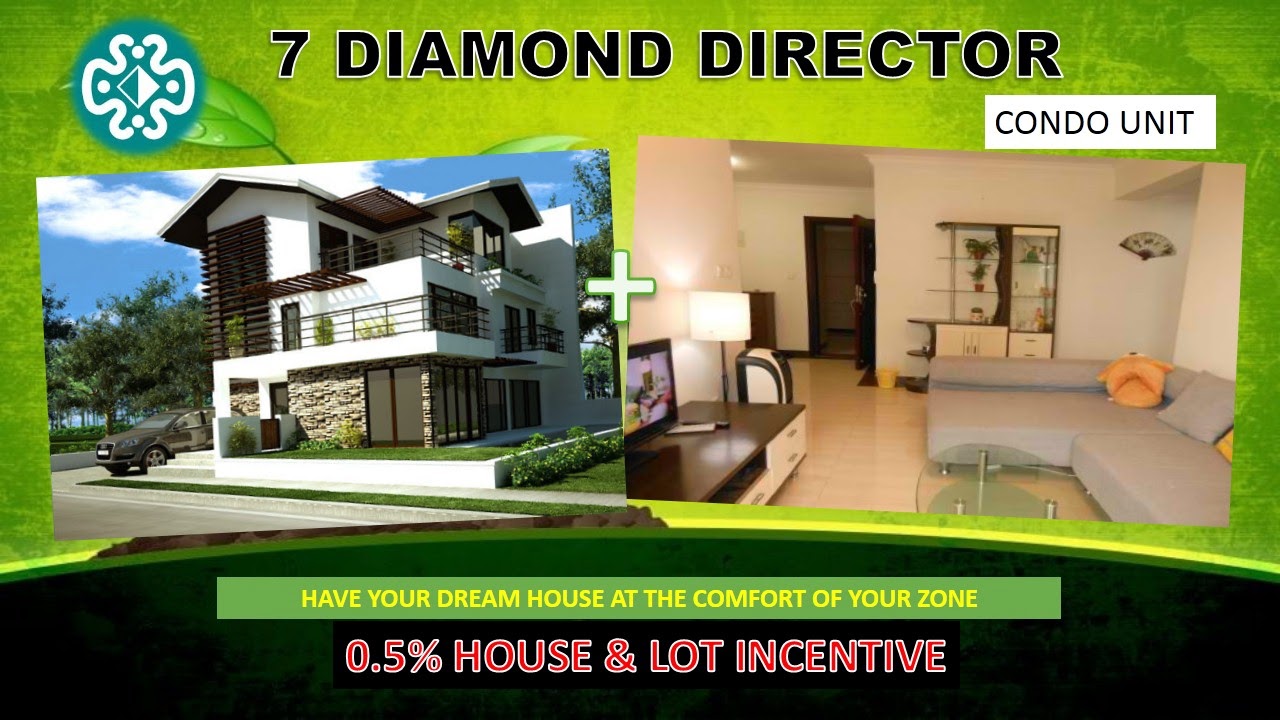 7 DIAMOND DIRECTOR
CONDO UNIT
HAVE YOUR DREAM HOUSE AT THE COMFORT OF YOUR ZONE
0.5% HOUSE & LOT INCENTIVE